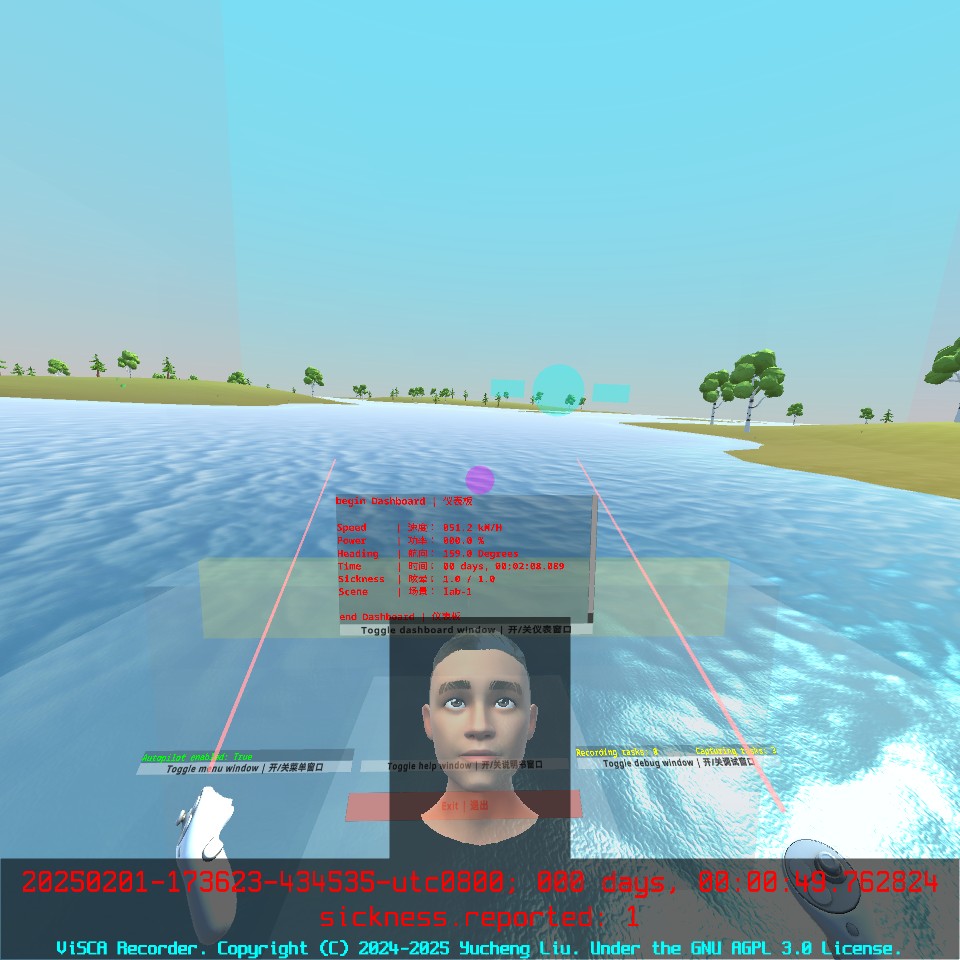 begin Dashboard | 仪表板
Speed | 速度： 851.2 kM/H
Power | 功率： 800.0 %
Heading | 航向： 159.0 Degrees
Time | 时间： 00 days, 00:02:08.089
Sickness | 眩晕： 1.0 / 1.0
Scene | 场景： lab-1
end Dashboard | 仪表板
Toggle dashboard window | 开/关仪表窗口
Autopilot enabled: True
Toggle menu window | 开/关菜单窗口
Toggle help window | 开/关说明书窗口
Recording tasks: 0 Capturing tasks: 3
Toggle debug window | 开/关调试窗口
Exit | 退出
20250201-173623-434535-utc0800; 000 days, 00:00:49.762824
sickness.reported: 1
ViSCA Recorder. Copyright (C) 2024-2025 Yucheng Liu. Under the GNU AGPL 3.0 License.